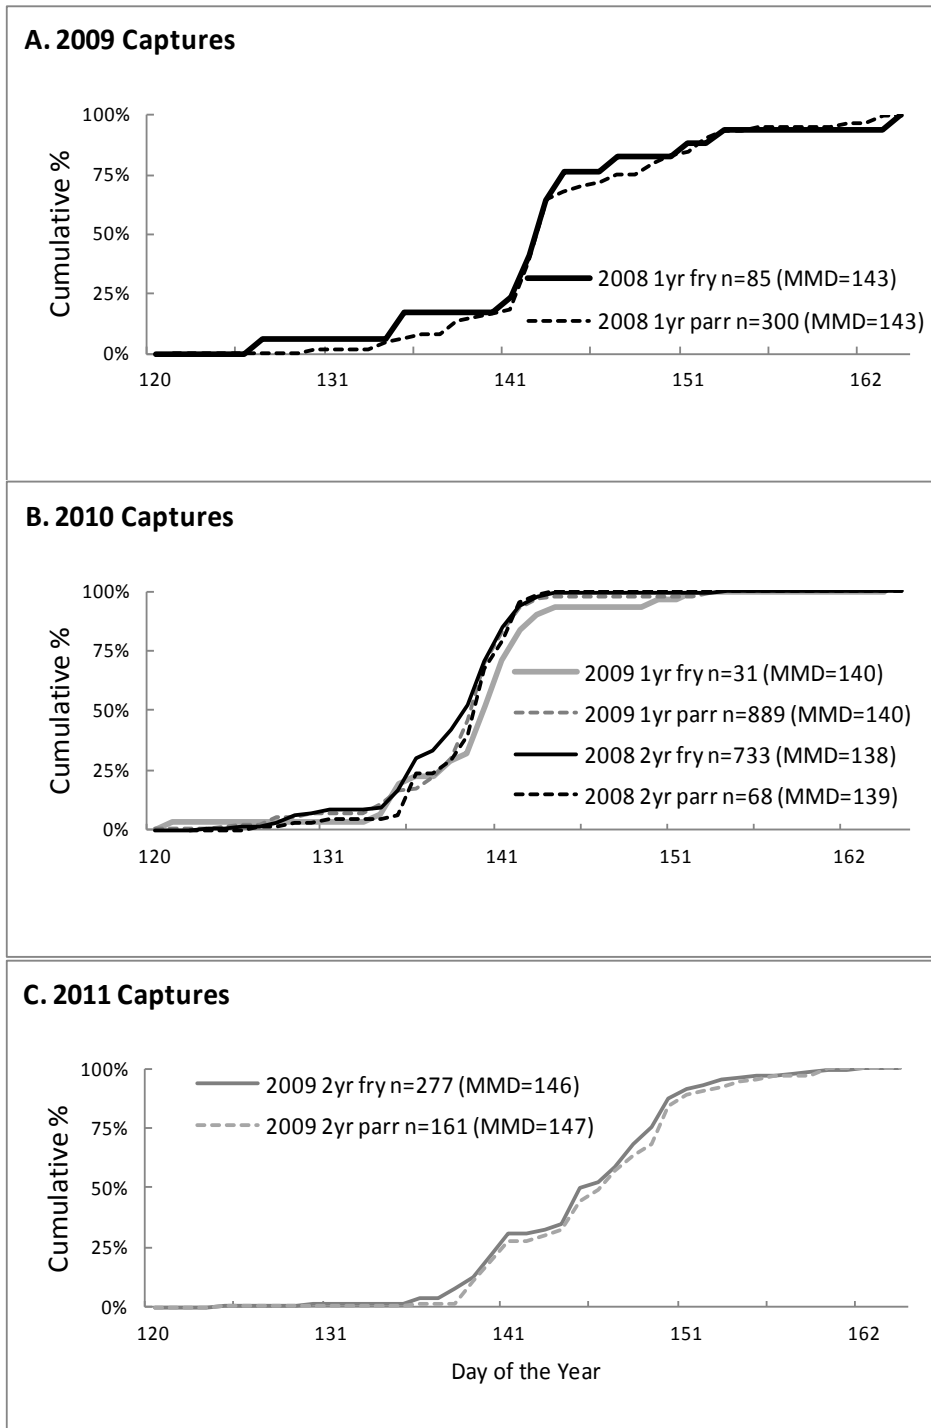 A. 2009 Captures
100%
75%
50%
25%
0%
Cumulative %
2008 1yr fry n=85 (MMD=143)
2008 1yr parr n=300 (MMD=143)
120 131 141 151 162
B. 2010 Captures
100%
75%
50%
25%
0%
Cumulative %
2009 1yr fry n=31 (MMD=140)
2009 1yr parr n=889 (MMD=140)
2008 2yr fry n=733 (MMD=138)
2008 2yr parr n=68 (MMD=139)
120 131 141 151 162
C. 2011 Captures
100%
75%
50%
25%
0%
Cumulative %
2009 2yr fry n=277 (MMD=146)
2009 2yr parr n=161 (MMD=147)
120 131 141 151 162
Day of the Year